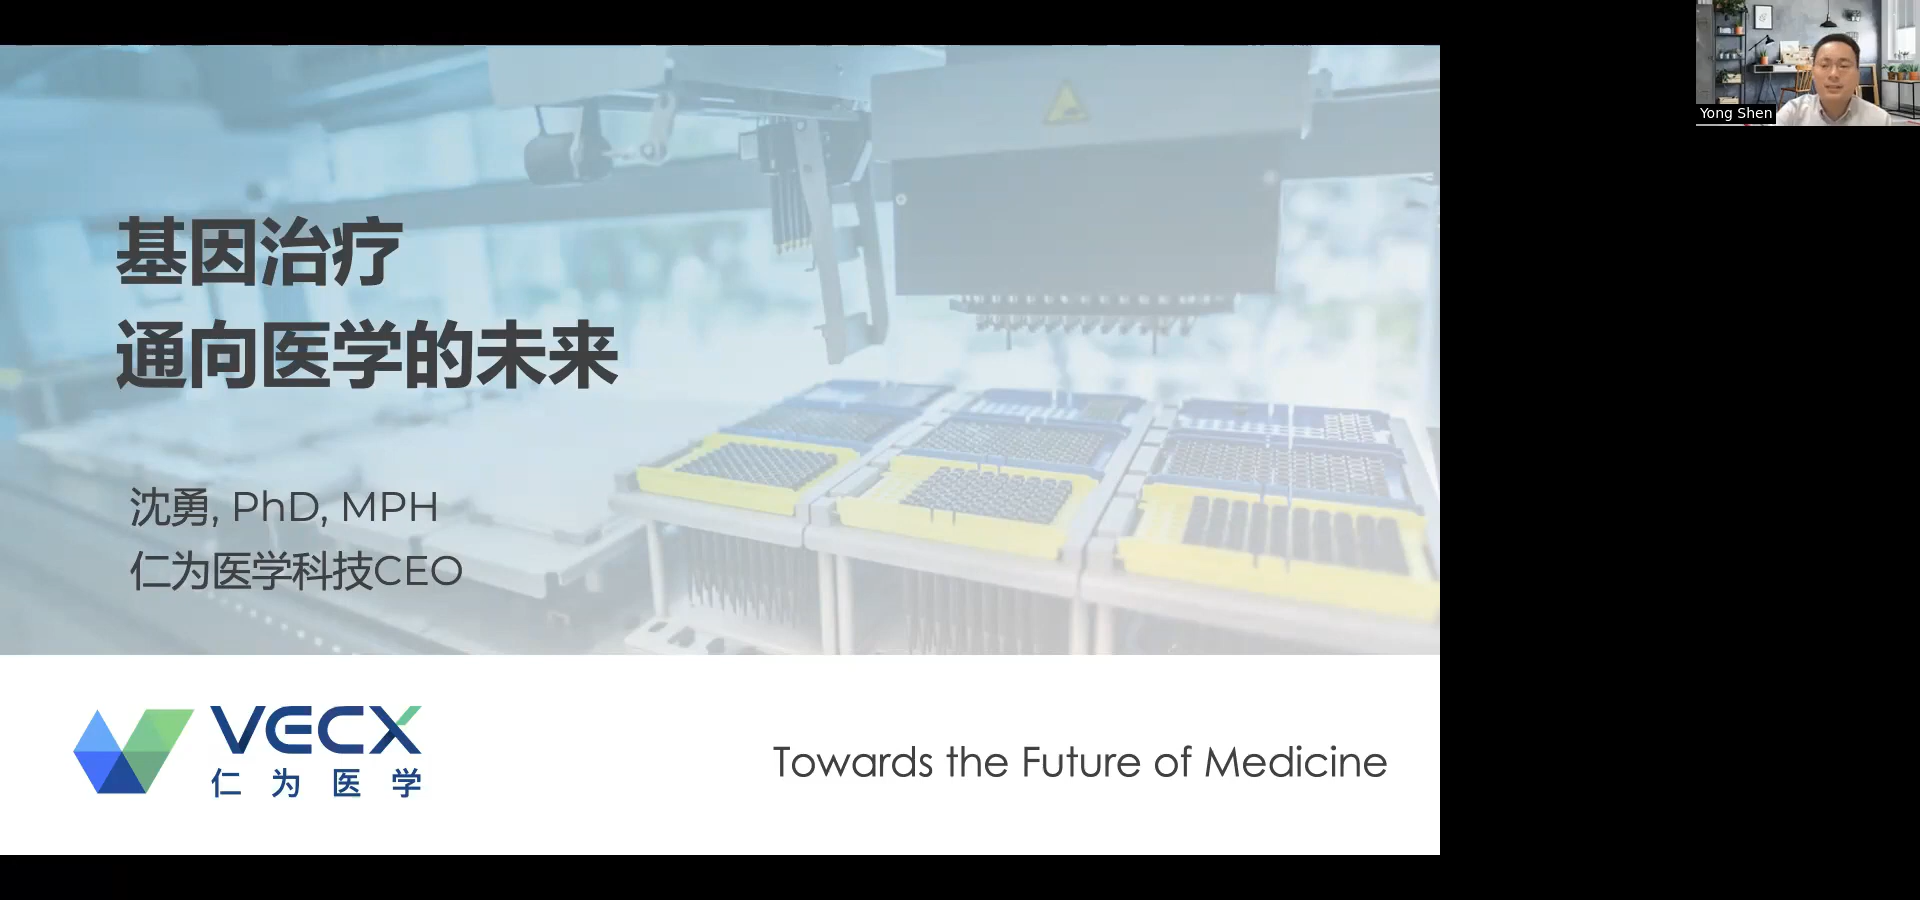 基因治疗
通向医学的未来
沈勇, PhD, MPH
仁为医学科技CEO
VECX
仁为医学
Towards the Future of Medicine
Yong Shen